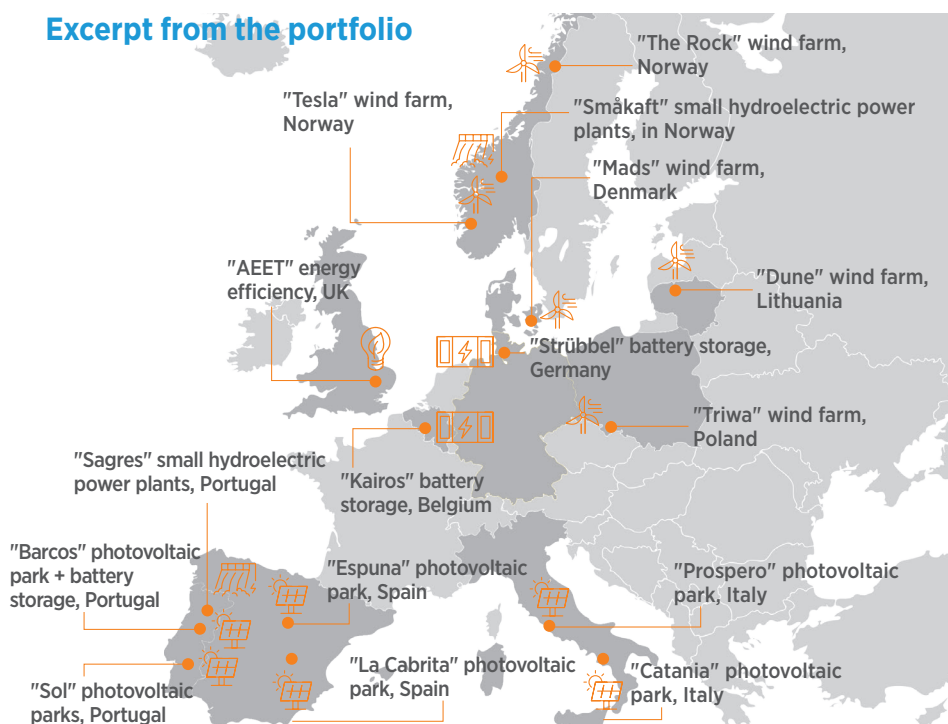 Excerpt from the portfolio
"The Rock" wind farm,
Norway
"Tesla" wind farm,
Norway
"Småkaft" small hydroelectric power
plants, in Norway
"Mads" wind farm,
Denmark
"AEET" energy
efficiency, UK
"Dune" wind farm,
Lithuania
"Strübbel" battery storage,
Germany
"Triwa" wind farm,
Poland
"Sagres" small hydroelectric
power plants, Portugal
"Kairos" battery
storage, Belgium
"Barcos" photovoltaic
park + battery
storage, Portugal
"Espuna" photovoltaic
park, Spain
"Prospero" photovoltaic
park, Italy
"La Cabrita" photovoltaic
park, Spain
"Catania" photovoltaic
park, Italy
"Sol" photovoltaic
parks, Portugal